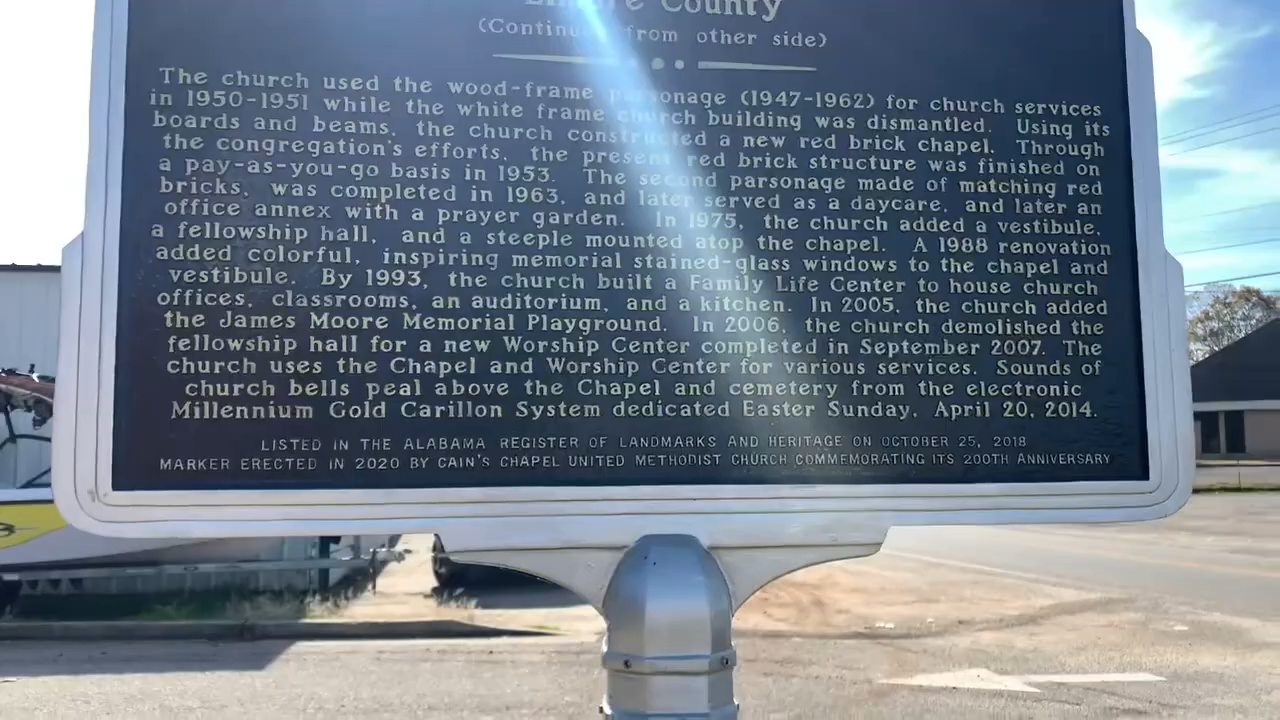 Elmore County
(Continued from other side)
The church used the wood-frame parsonage (1947-1962) for church services
in 1950-1951 while the white frame church building was dismantled. Using its
boards and beams, the church constructed a new red brick chapel. Through
the congregation's efforts, the present red brick structure was finished on
a pay-as-you-go basis in 1953. The second parsonage made of matching red
bricks, was completed in 1963, and later served as a daycare, and later an
office annex with a prayer garden. In 1975, the church added a vestibule,
a fellowship hall, and a steeple mounted atop the chapel. A 1988 renovation
added colorful, inspiring memorial stained-glass windows to the chapel and
vestibule. By 1993, the church built a Family Life Center to house church
offices, classrooms, an auditorium, and a kitchen. In 2005, the church added
the James Moore Memorial Playground. In 2006, the church demolished the
fellowship hall for a new Worship Center completed in September 2007. The
church uses the Chapel and Worship Center for various services. Sounds of
church bells peal above the Chapel and cemetery from the electronic
Millennium Gold Carillon System dedicated Easter Sunday, April 20, 2014.
LISTED IN THE ALABAMA REGISTER OF LANDMARKS AND HERITAGE ON OCTOBER 25, 2018
MARKER ERECTED IN 2020 BY CAIN'S CHAPEL UNITED METHODIST CHURCH COMMEMORATING ITS 200TH ANNIVERSARY